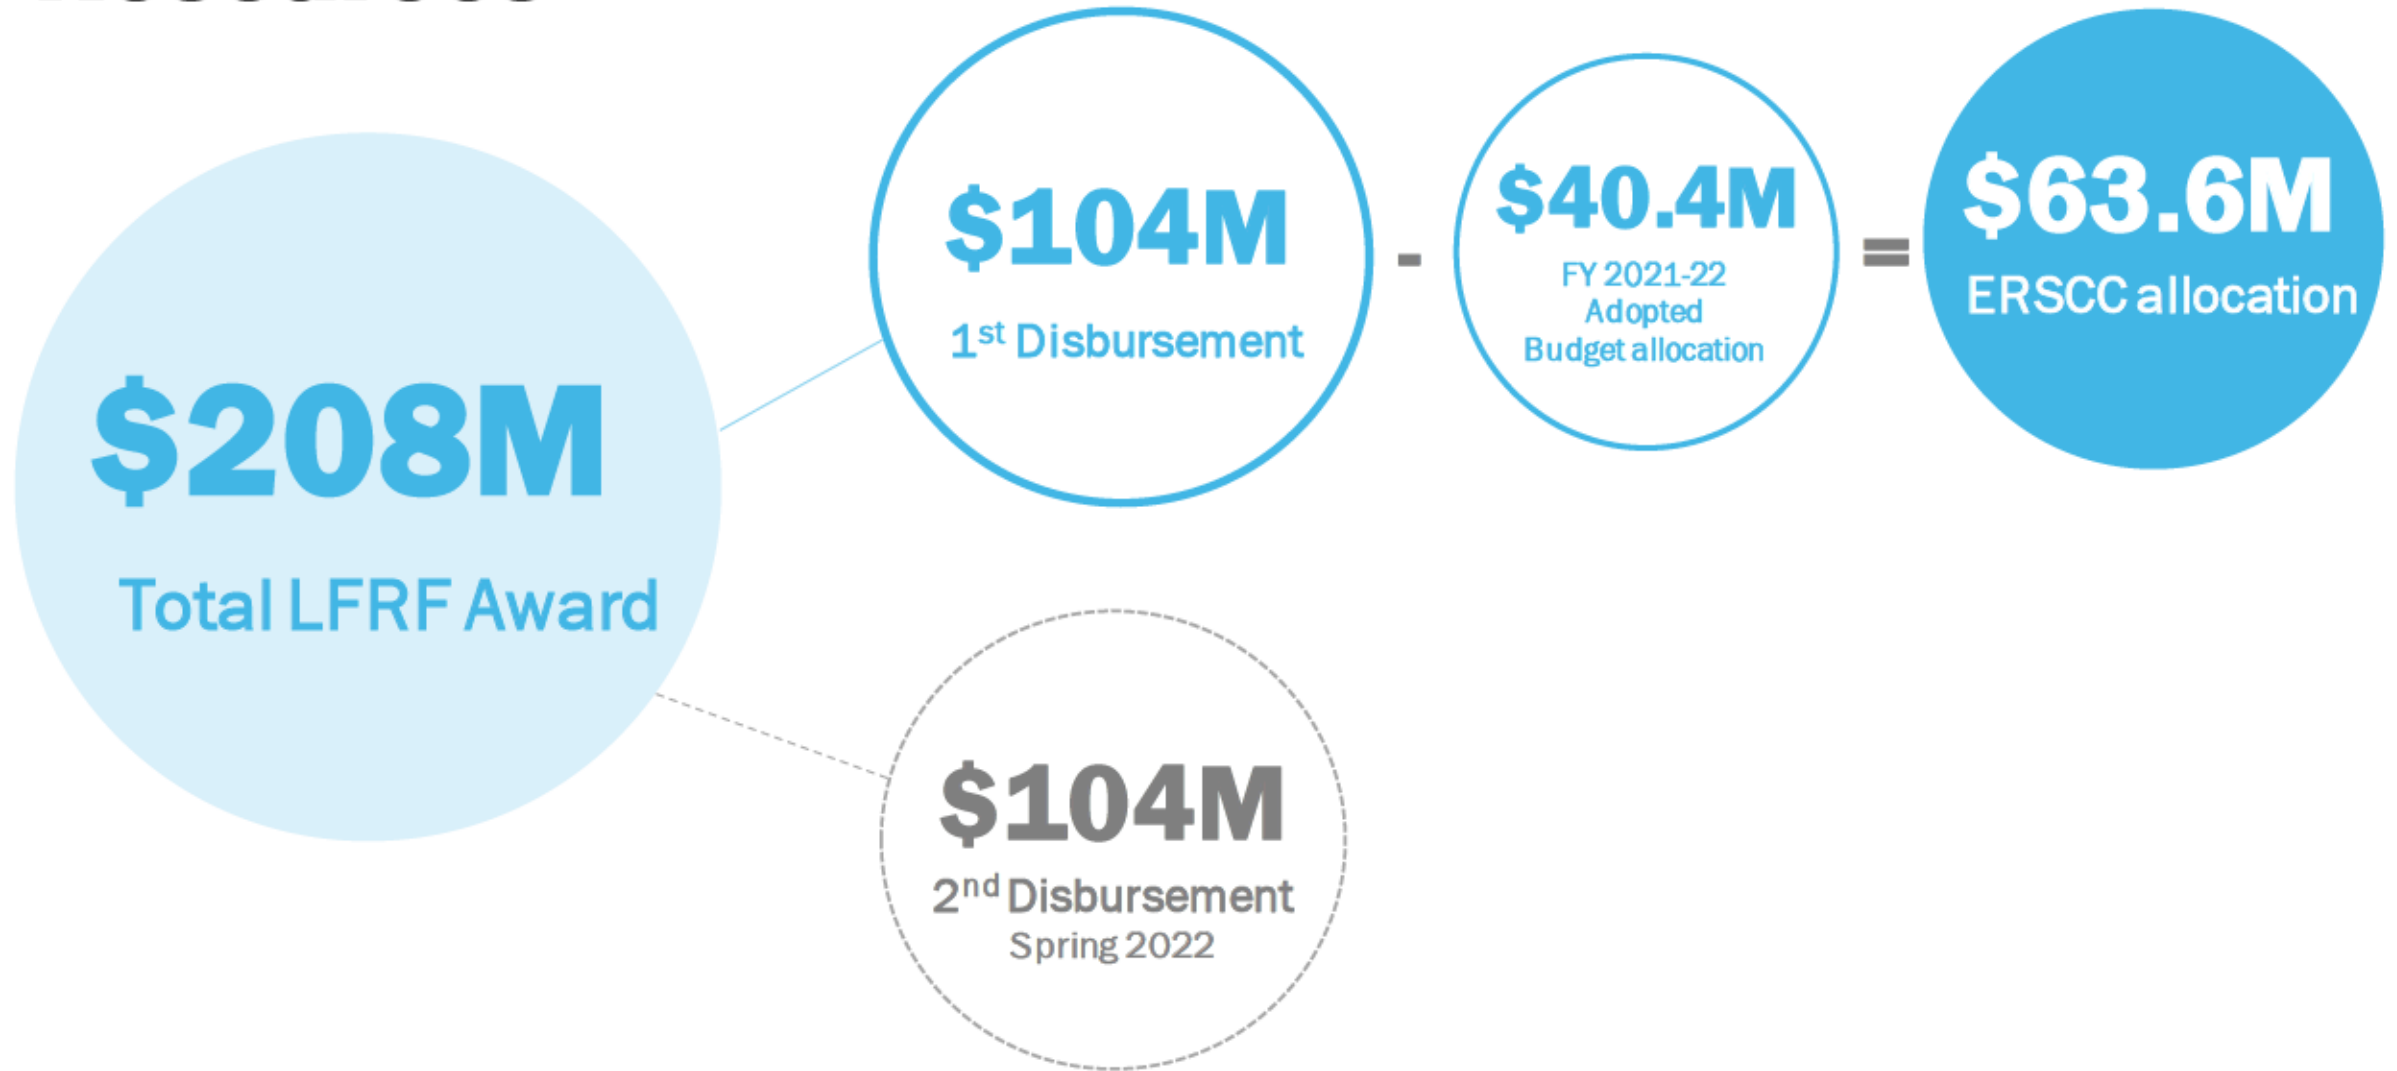 $208M
Total LFRF Award
$104M
1st Disbursement
-
$40.4M
FY 2021-22
Adopted
Budget allocation
=
$63.6M
ERSCC allocation
$104M
2nd Disbursement
Spring 2022